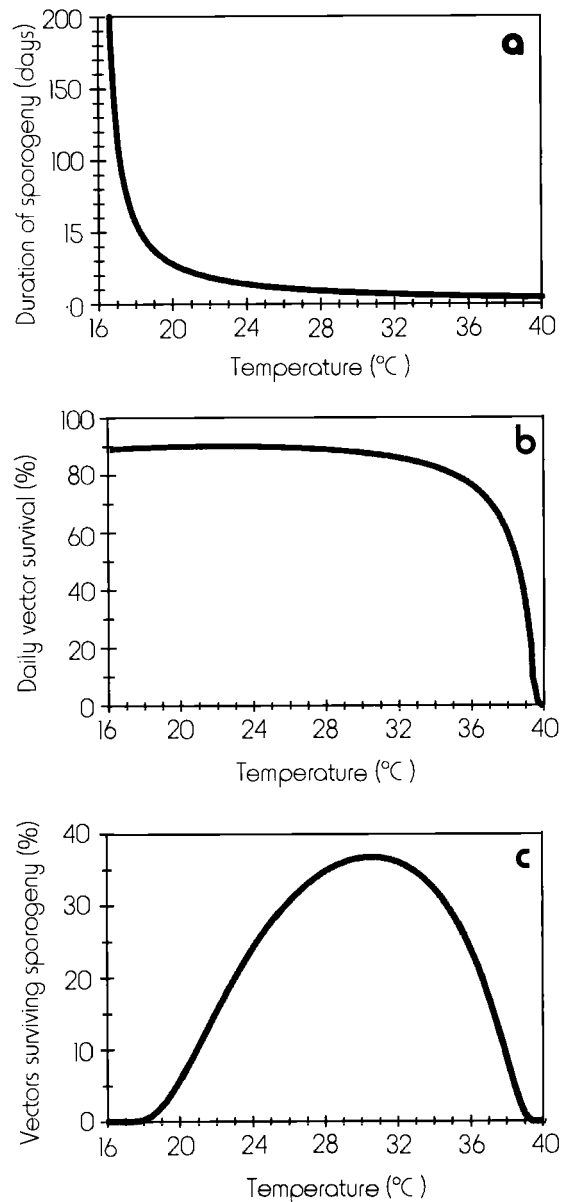 a
Duration of sporogeny (days)
200
150
100
15
.0
16 20 24 28 32 36 40
Temperature (°C)
b
Daily vector survival (%)
100
80
60
40
20
0
16 20 24 28 32 36 40
Temperature (°C)
c
Vectors surviving sporogeny (%)
40
30
20
10
0
16 20 24 28 32 36 40
Temperature (°C)